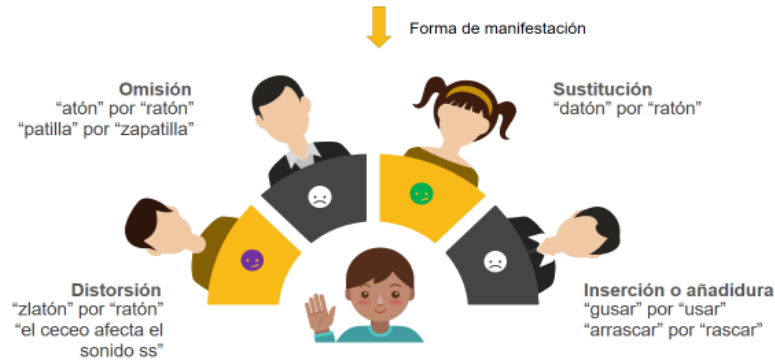 Forma de manifestación
Omisión
“atón” por “ratón”
“patilla” por “zapatilla”
Sustitución
“datón” por “ratón”
Distorsión
“zlatón” por “ratón”
“el ceceo afecta el
sonido ss”
Inserción o añadidura
“gusar” por “usar”
“arrascar” por “rascar”